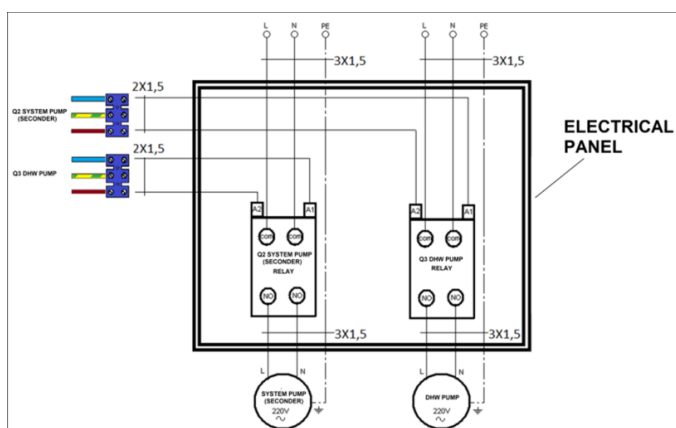 L N PE L N PE
3X1,5 3X1,5
2X1,5
Q2 SYSTEM PUMP
(SECONDER)
2X1,5
Q3 DHW PUMP
ELECTRICAL
PANEL
A2 A1 A2 A1
com com com com
Q2 SYSTEM PUMP
(SECONDER)
RELAY
Q3 DHW PUMP
RELAY
NO NO NO NO
3X1,5 3X1,5
L N L N
SYSTEM PUMP
(SECONDER)
220V
DHW PUMP
220V